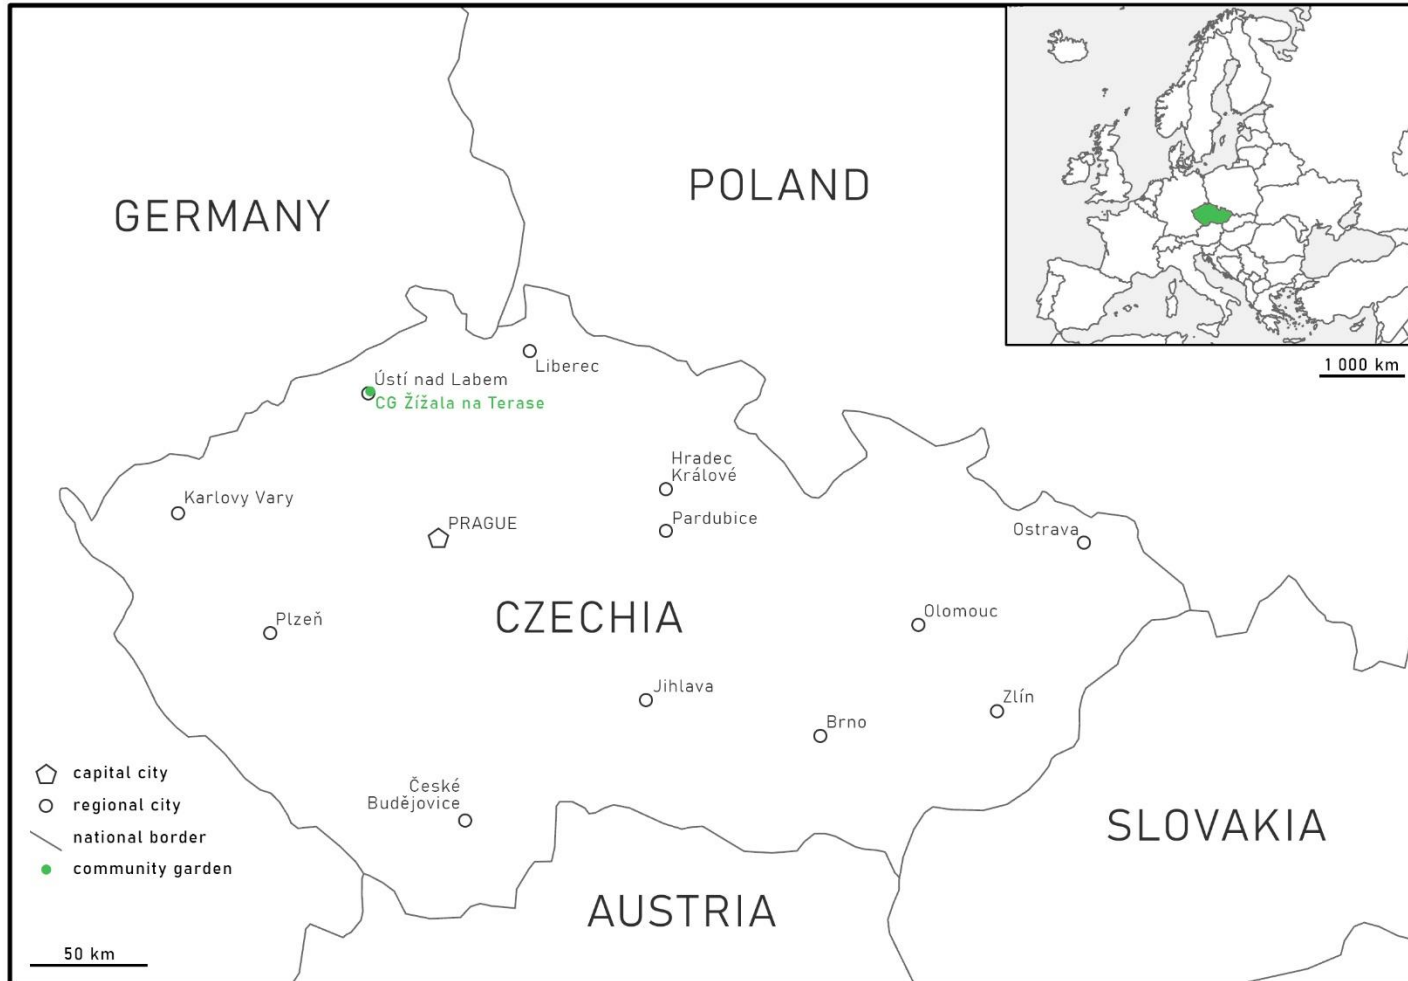 GERMANY
POLAND
1 000 km
Liberec
Ústí nad Labem
CG Žížala na Terase
Hradec
Králové
Karlovy Vary
PRAGUE
Pardubice
Ostrava
Plzeň
CZECHIA
Olomouc
Jihlava
Zlín
Brno
České
Budějovice
capital city
regional city
national border
community garden
SLOVAKIA
AUSTRIA
50 km